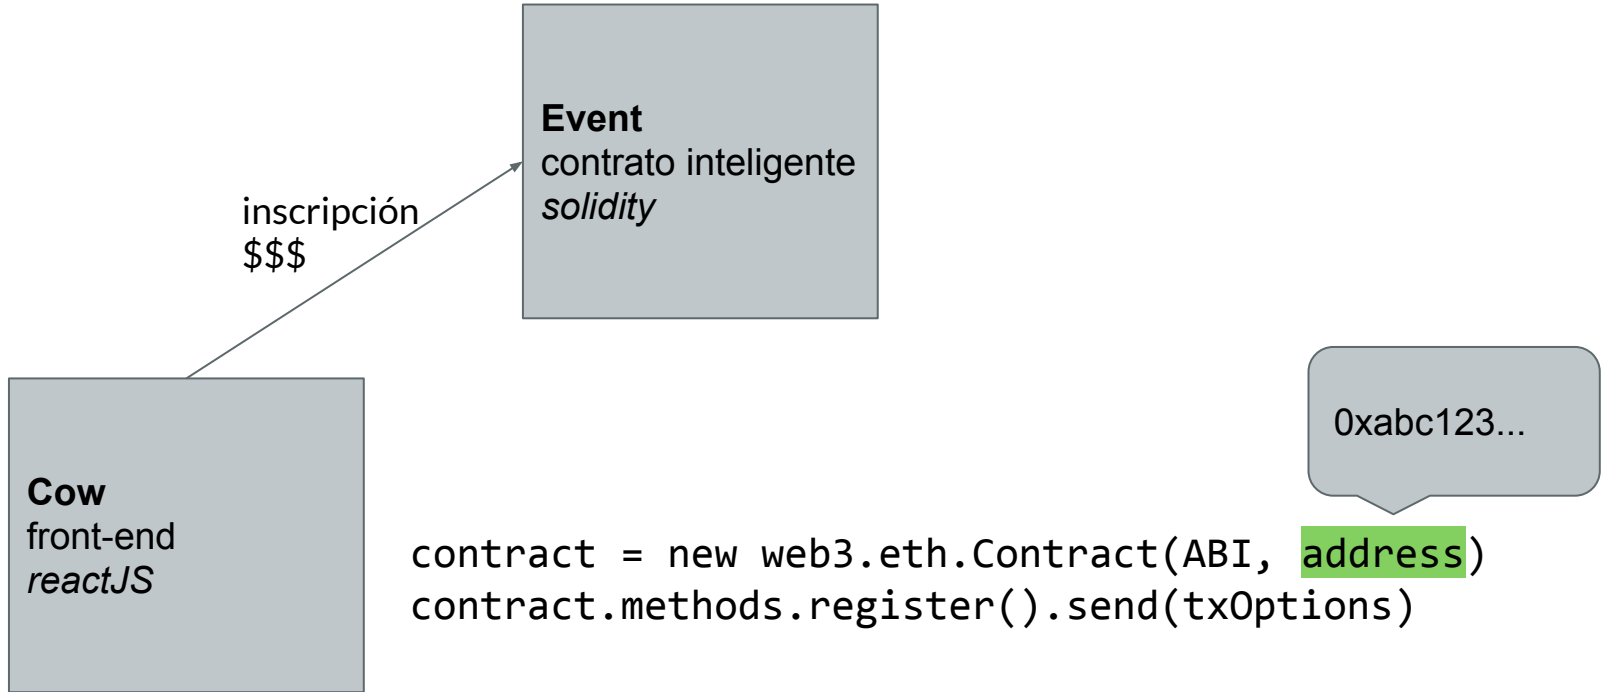 Event
contrato inteligente
solidity
inscripción
$$$
0xabc123...
Cow
front-end
reactJS
contract = new web3.eth.Contract(ABI, address)
contract.methods.register().send(txOptions)